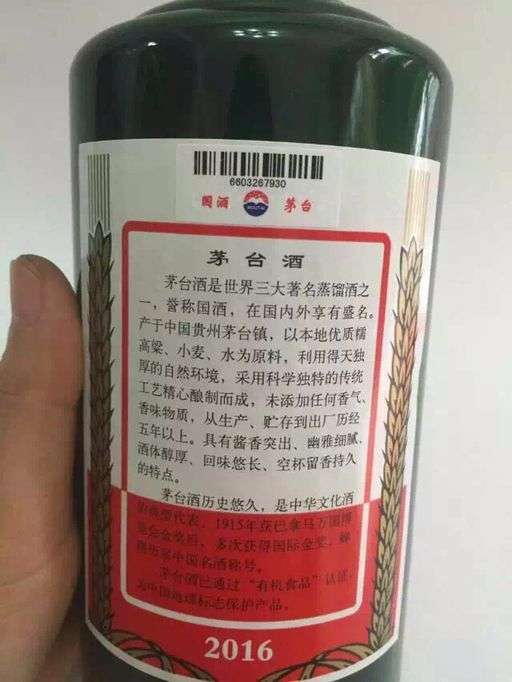 6603267930
国酒 茅台
茅台酒
茅台酒是世界三大著名蒸馏酒之
一，誉称国酒，在国内外享有盛名。
产于中国贵州茅台镇，以本地优质糯
高粱、小麦、水为原料，利用得天独
厚的自然环境，采用科学独特的传统
工艺精心酿制而成，未添加任何香气、
香味物质，从生产、贮存到出厂历经
五年以上。具有酱香突出、幽雅细腻、
酒体醇厚、回味悠长、空杯留香持久
的特点。
茅台酒历史悠久，是中华文化酒
的典型代表，1915年获巴拿马万国博
览会金奖后，多次获得国际金奖，蝉
联历届中国名酒称号。
茅台酒已通过“有机食品”认证，
为中国地理标志保护产品。
2016